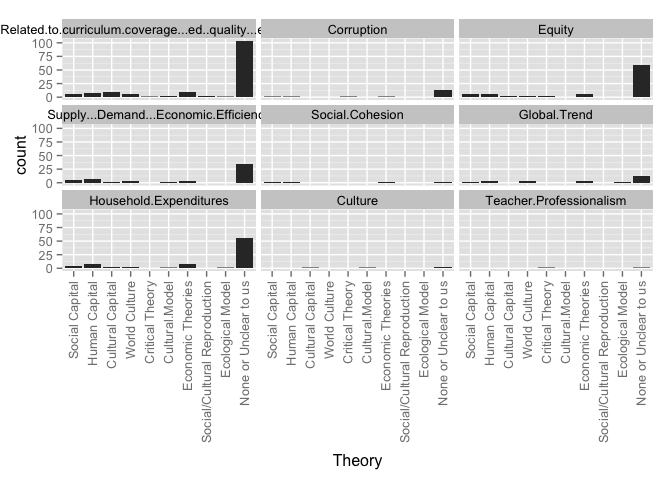 Related.to.curriculum.coverage...ed..quality...e
Corruption
Equity
100
75
50
25
0
Supply...Demand...Economic.Efficienc
Social.Cohesion
Global.Trend
100
75
50
25
0
Household.Expenditures
Culture
Teacher.Professionalism
100
75
50
25
0
count
Social Capital
Human Capital
Cultural Capital
World Culture
Critical Theory
Cultural.Model
Economic Theories
Social/Cultural Reproduction
Ecological Model
None or Unclear to us
Social Capital
Human Capital
Cultural Capital
World Culture
Critical Theory
Cultural.Model
Economic Theories
Social/Cultural Reproduction
Ecological Model
None or Unclear to us
Social Capital
Human Capital
Cultural Capital
World Culture
Critical Theory
Cultural.Model
Economic Theories
Social/Cultural Reproduction
Ecological Model
None or Unclear to us
Theory